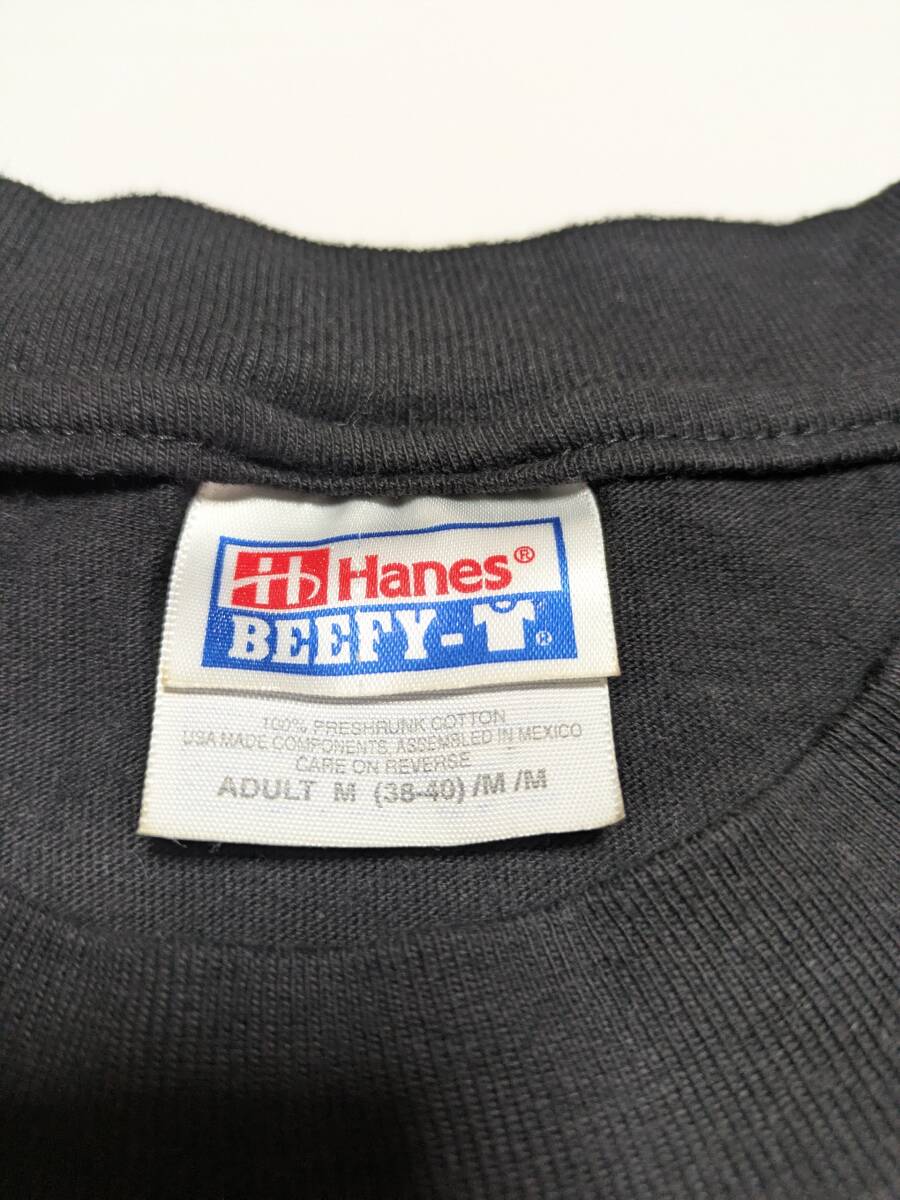 Hanes®
BEEFY-T®
100% PRESHRUNK COTTON
USA MADE COMPONENTS, ASSEMBLED IN MEXICO
CARE ON REVERSE
ADULT M (38-40) /M /M